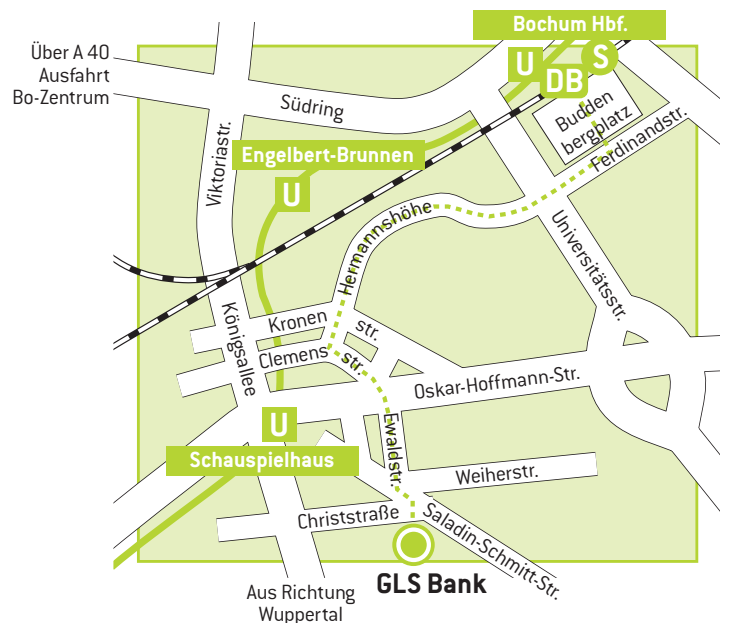 Bochum Hbf.
Über A 40
Ausfahrt
Bo-Zentrum
U
S
DB
Südring
Budden
bergplatz
Ferdinandstr.
Viktoriastr.
Engelbert-Brunnen
U
Hermannshöhe
Universitätsstr.
Königsallee
Kronen
str.
Clemens
str.
Oskar-Hoffmann-Str.
U
Schauspielhaus
Ewaldstr.
Weiherstr.
Christstraße
Saladin-Schmitt-Str.
GLS Bank
Aus Richtung
Wuppertal